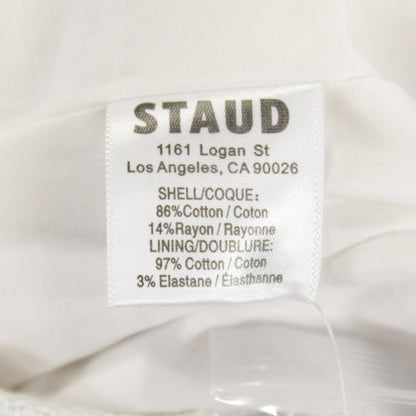 STAUD
1161 Logan St
Los Angeles, CA 90026
SHELL/COQUE:
86%Cotton / Coton
14%Rayon / Rayonne
LINING/DOUBLURE:
97% Cotton / Coton
3% Elastane / Élasthanne